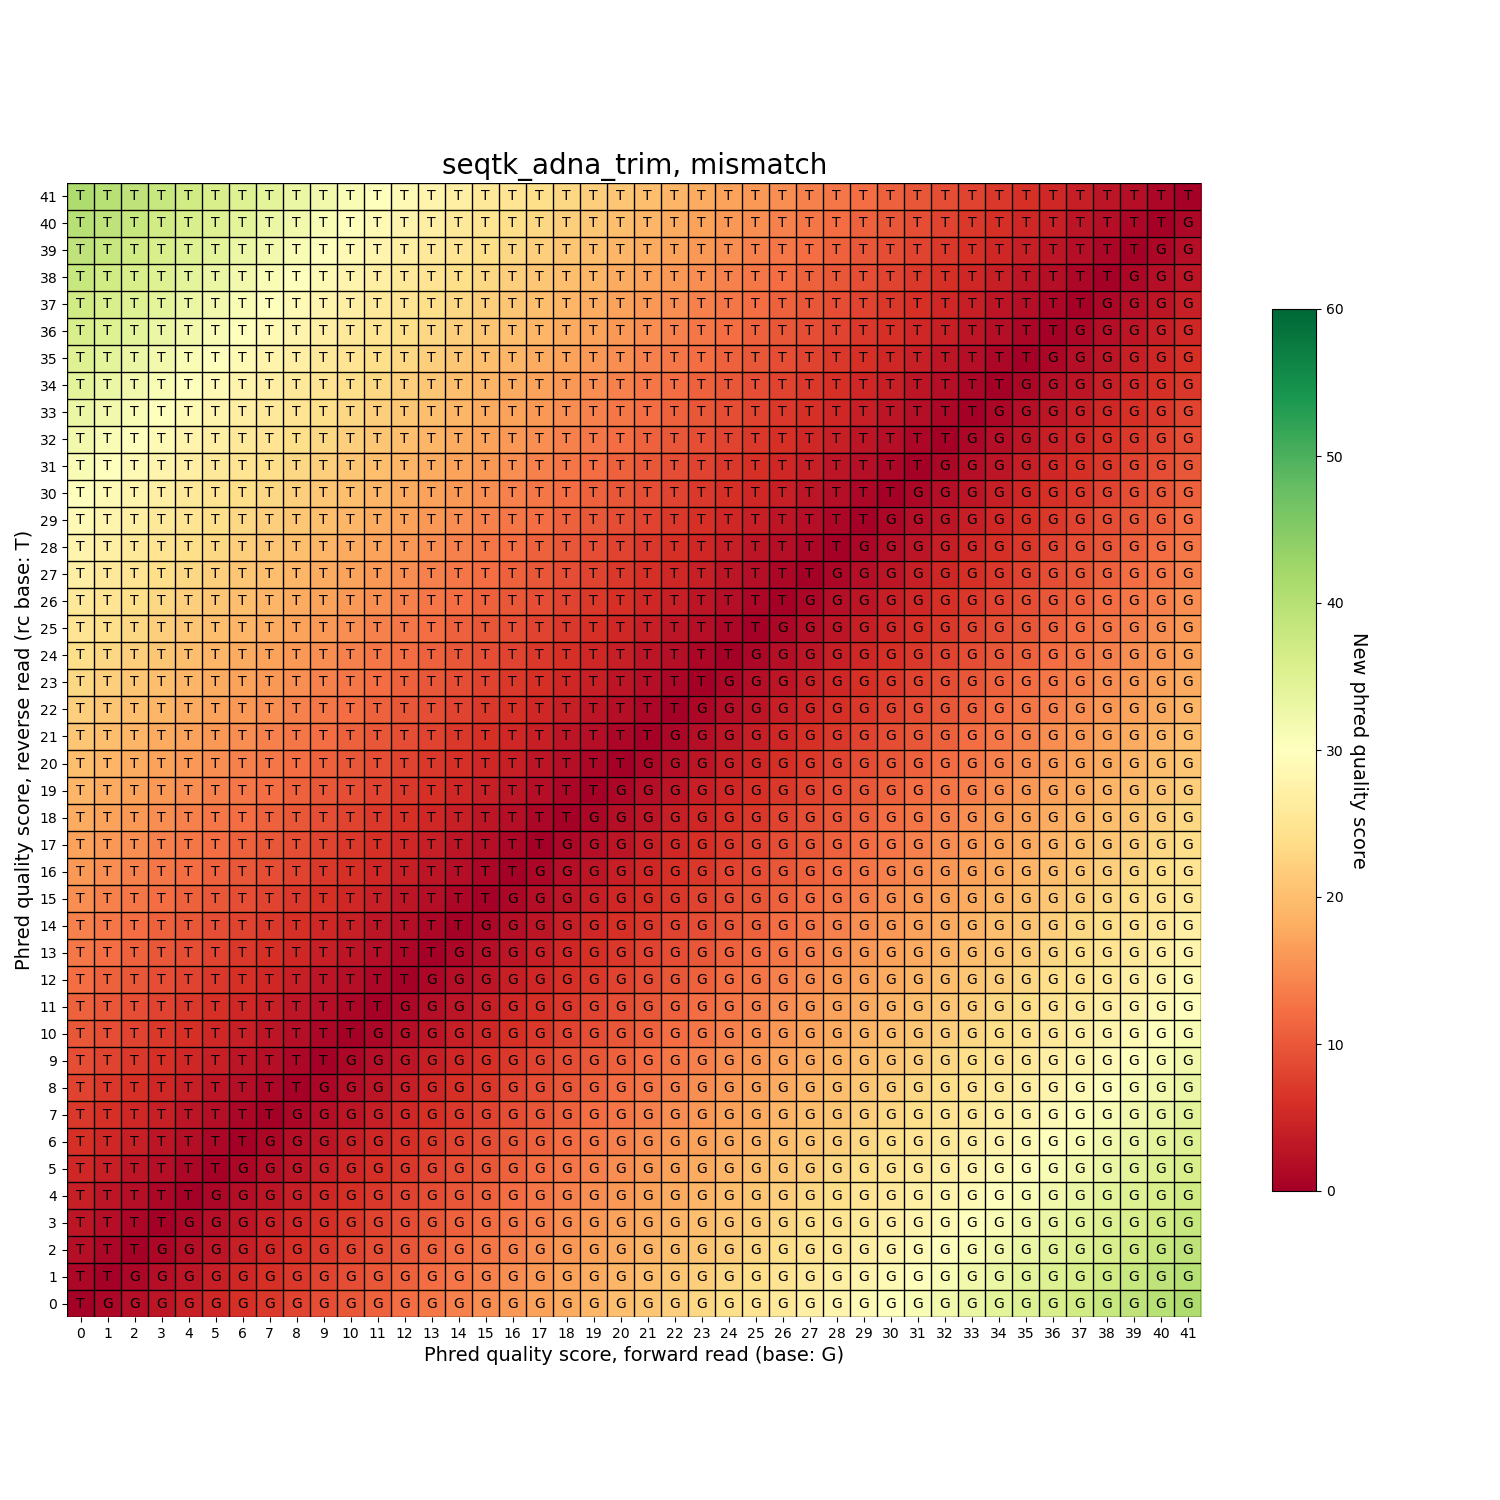 seqtk_adna_trim, mismatch
41 T T T T T T T T T T T T T T T T T T T T T T T T T T T T T T T T T T T T T T T T T T
40 T T T T T T T T T T T T T T T T T T T T T T T T T T T T T T T T T T T T T T T T T G
39 T T T T T T T T T T T T T T T T T T T T T T T T T T T T T T T T T T T T T T T T G G
38 T T T T T T T T T T T T T T T T T T T T T T T T T T T T T T T T T T T T T T T G G G
37 T T T T T T T T T T T T T T T T T T T T T T T T T T T T T T T T T T T T T T G G G G
36 T T T T T T T T T T T T T T T T T T T T T T T T T T T T T T T T T T T T T G G G G G
35 T T T T T T T T T T T T T T T T T T T T T T T T T T T T T T T T T T T T G G G G G G
34 T T T T T T T T T T T T T T T T T T T T T T T T T T T T T T T T T T T G G G G G G G
33 T T T T T T T T T T T T T T T T T T T T T T T T T T T T T T T T T T G G G G G G G G
32 T T T T T T T T T T T T T T T T T T T T T T T T T T T T T T T T T G G G G G G G G G
31 T T T T T T T T T T T T T T T T T T T T T T T T T T T T T T T T G G G G G G G G G G
30 T T T T T T T T T T T T T T T T T T T T T T T T T T T T T T T G G G G G G G G G G G
29 T T T T T T T T T T T T T T T T T T T T T T T T T T T T T T G G G G G G G G G G G G
28 T T T T T T T T T T T T T T T T T T T T T T T T T T T T T G G G G G G G G G G G G G
27 T T T T T T T T T T T T T T T T T T T T T T T T T T T T G G G G G G G G G G G G G G
26 T T T T T T T T T T T T T T T T T T T T T T T T T T T G G G G G G G G G G G G G G G
25 T T T T T T T T T T T T T T T T T T T T T T T T T T G G G G G G G G G G G G G G G G
24 T T T T T T T T T T T T T T T T T T T T T T T T T G G G G G G G G G G G G G G G G G
23 T T T T T T T T T T T T T T T T T T T T T T T T G G G G G G G G G G G G G G G G G G
22 T T T T T T T T T T T T T T T T T T T T T T T G G G G G G G G G G G G G G G G G G G
21 T T T T T T T T T T T T T T T T T T T T T T G G G G G G G G G G G G G G G G G G G G
20 T T T T T T T T T T T T T T T T T T T T T G G G G G G G G G G G G G G G G G G G G G
19 T T T T T T T T T T T T T T T T T T T T G G G G G G G G G G G G G G G G G G G G G G
18 T T T T T T T T T T T T T T T T T T T G G G G G G G G G G G G G G G G G G G G G G G
17 T T T T T T T T T T T T T T T T T T G G G G G G G G G G G G G G G G G G G G G G G G
16 T T T T T T T T T T T T T T T T T G G G G G G G G G G G G G G G G G G G G G G G G G
15 T T T T T T T T T T T T T T T T G G G G G G G G G G G G G G G G G G G G G G G G G G
14 T T T T T T T T T T T T T T T G G G G G G G G G G G G G G G G G G G G G G G G G G G
13 T T T T T T T T T T T T T T G G G G G G G G G G G G G G G G G G G G G G G G G G G G
12 T T T T T T T T T T T T T G G G G G G G G G G G G G G G G G G G G G G G G G G G G G
11 T T T T T T T T T T T T G G G G G G G G G G G G G G G G G G G G G G G G G G G G G G
10 T T T T T T T T T T T G G G G G G G G G G G G G G G G G G G G G G G G G G G G G G G
9 T T T T T T T T T T G G G G G G G G G G G G G G G G G G G G G G G G G G G G G G G G
8 T T T T T T T T T G G G G G G G G G G G G G G G G G G G G G G G G G G G G G G G G G
7 T T T T T T T T G G G G G G G G G G G G G G G G G G G G G G G G G G G G G G G G G G
6 T T T T T T T G G G G G G G G G G G G G G G G G G G G G G G G G G G G G G G G G G G
5 T T T T T T G G G G G G G G G G G G G G G G G G G G G G G G G G G G G G G G G G G G
4 T T T T T G G G G G G G G G G G G G G G G G G G G G G G G G G G G G G G G G G G G G
3 T T T T G G G G G G G G G G G G G G G G G G G G G G G G G G G G G G G G G G G G G G
2 T T T G G G G G G G G G G G G G G G G G G G G G G G G G G G G G G G G G G G G G G G
1 T T G G G G G G G G G G G G G G G G G G G G G G G G G G G G G G G G G G G G G G G G
0 T G G G G G G G G G G G G G G G G G G G G G G G G G G G G G G G G G G G G G G G G G
0 1 2 3 4 5 6 7 8 9 10 11 12 13 14 15 16 17 18 19 20 21 22 23 24 25 26 27 28 29 30 31 32 33 34 35 36 37 38 39 40 41
Phred quality score, forward read (base: G)
Phred quality score, reverse read (rc base: T)
60
50
40
30
20
10
0
New phred quality score